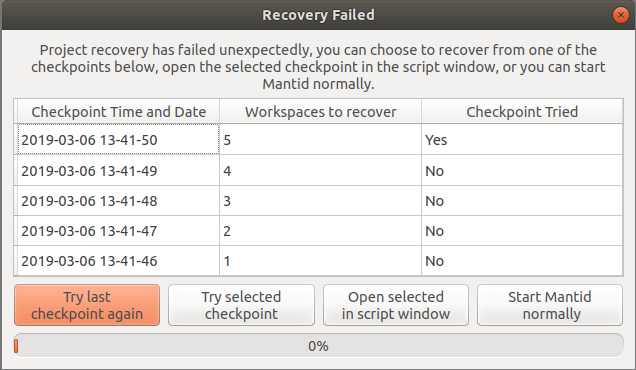 Recovery Failed
Project recovery has failed unexpectedly, you can choose to recover from one of the
checkpoints below, open the selected checkpoint in the script window, or you can start
Mantid normally.
Checkpoint Time and Date Workspaces to recover Checkpoint Tried
2019-03-06 13-41-50 5 Yes
2019-03-06 13-41-49 4 No
2019-03-06 13-41-48 3 No
2019-03-06 13-41-47 2 No
2019-03-06 13-41-46 1 No
Try last
checkpoint again
Try selected
checkpoint
Open selected
in script window
Start Mantid
normally
0%